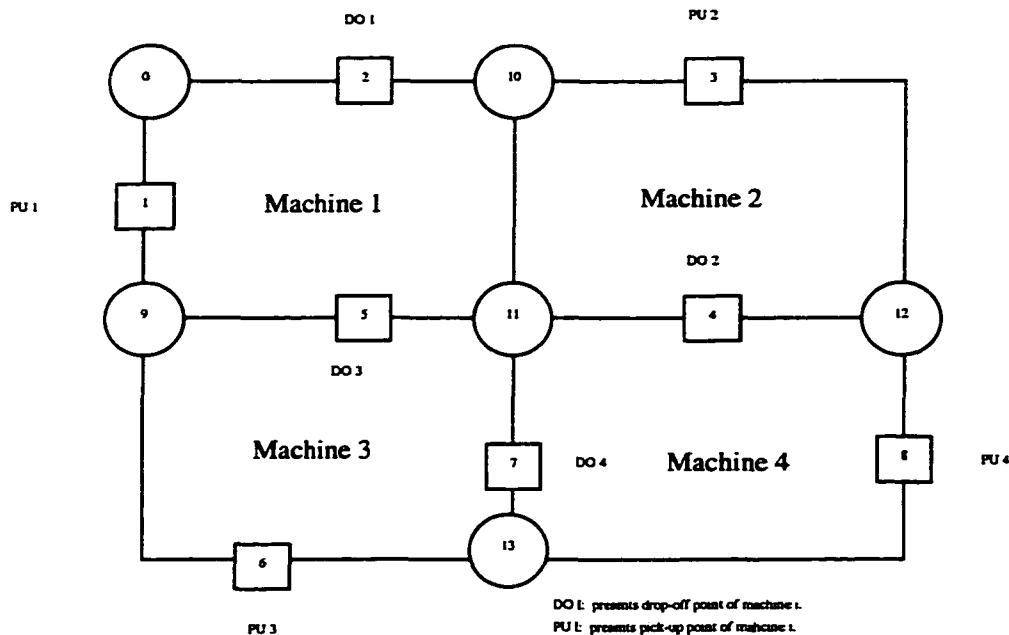 DO 1
PU 2
0
2
10
3
PU 1
1
Machine 1
Machine 2
DO 2
9
5
11
4
12
DO 3
Machine 3
7
DO 4
Machine 4
8
PU 4
13
6
DO I: presents drop-off point of machine i.
PU I: presents pick-up point of mahcine i.
PU 3